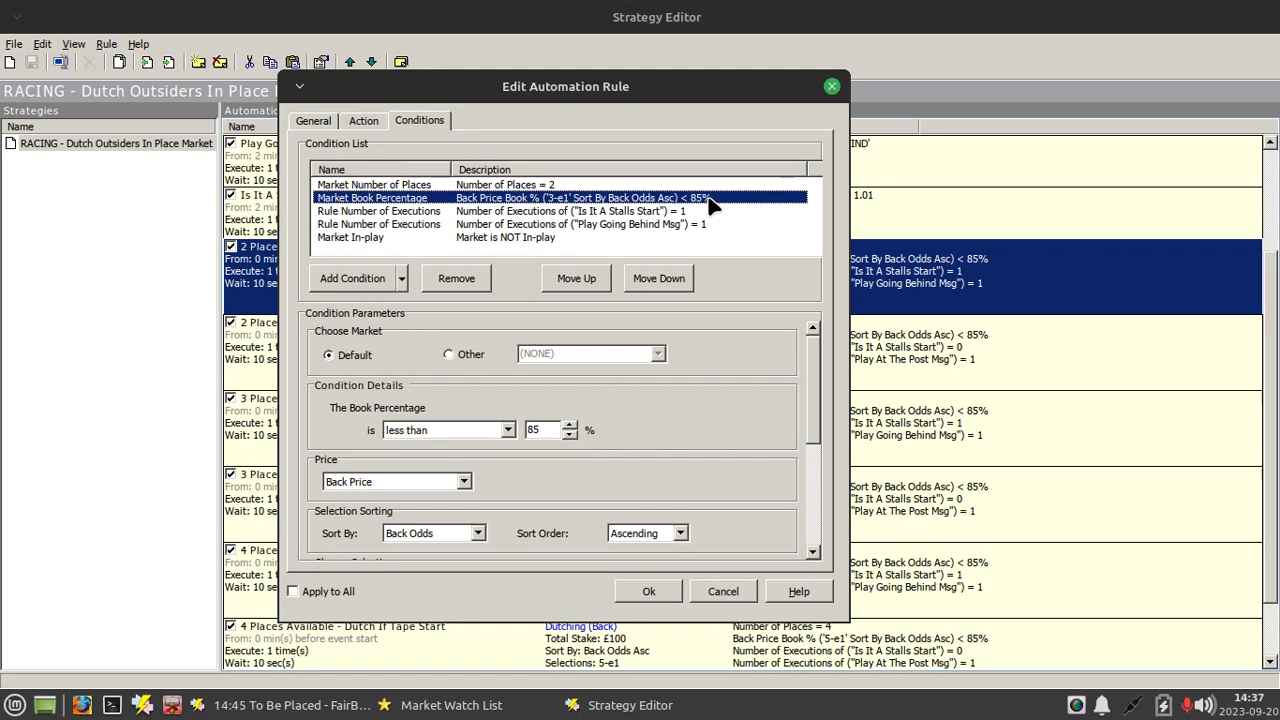 Strategy Editor
File Edit View Rule Help
RACING - Dutch Outsiders In Place
Strategies
Name
RACING - Dutch Outsiders In Place Market
Automa
Name
Play Go
From: 2 min
Execute: 1
Wait: 10 se
IND'
Is It A
From: 2 min
Execute: 1
Wait: 10 se
1.01
2 Place
From: 0 min
Execute: 1
Wait: 10 se
Sort By Back Odds Asc) < 85%
"Is It A Stalls Start") = 1
"Play Going Behind Msg") = 1
2 Place
From: 0 min
Execute: 1
Wait: 10 se
Sort By Back Odds Asc) < 85%
"Is It A Stalls Start") = 0
"Play At The Post Msg") = 1
3 Place
From: 0 min
Execute: 1
Wait: 10 se
Sort By Back Odds Asc) < 85%
"Is It A Stalls Start") = 1
"Play Going Behind Msg") = 1
3 Place
From: 0 min
Execute: 1
Wait: 10 se
Sort By Back Odds Asc) < 85%
"Is It A Stalls Start") = 0
"Play At The Post Msg") = 1
4 Place
From: 0 min
Execute: 1
Wait: 10 se
Sort By Back Odds Asc) < 85%
"Is It A Stalls Start") = 1
"Play Going Behind Msg") = 1
4 Places Available - Dutch If Tape Start Dutching (Back) Number of Places = 4
From: 0 min(s) before event start Total Stake: £100 Back Price Book % ('5-e1' Sort By Back Odds Asc) < 85%
Execute: 1 time(s) Sort By: Back Odds Asc Number of Executions of ("Is It A Stalls Start") = 0
Wait: 10 sec(s) Selections: 5-e1 Number of Executions of ("Play At The Post Msg") = 1
Edit Automation Rule
General Action Conditions
Condition List
Name Description
Market Number of Places Number of Places = 2
Market Book Percentage Back Price Book % ('3-e1' Sort By Back Odds Asc) < 85%
Rule Number of Executions Number of Executions of ("Is It A Stalls Start") = 1
Rule Number of Executions Number of Executions of ("Play Going Behind Msg") = 1
Market In-play Market is NOT In-play
Add Condition Remove Move Up Move Down
Condition Parameters
Choose Market
Default Other (NONE)
Condition Details
The Book Percentage
is less than 85 %
Price
Back Price
Selection Sorting
Sort By: Back Odds Sort Order: Ascending
Apply to All Ok Cancel Help
14:45 To Be Placed - FairB... Market Watch List Strategy Editor
14:37
2023-09-20